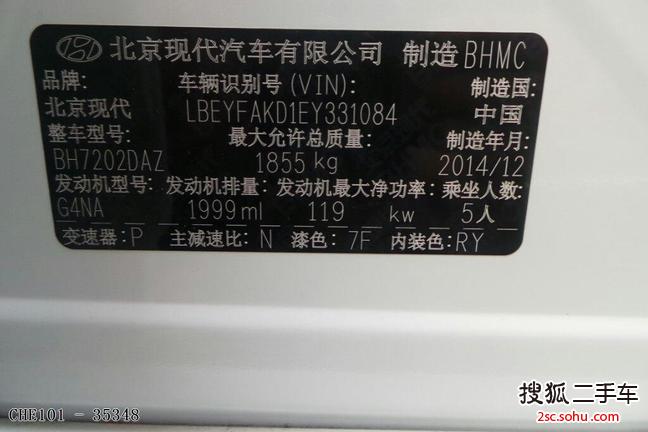 北京现代汽车有限公司 制造 BHMC
品牌: 车辆识别号(VIN): 制造国:
北京现代 LBEYFAKD1EY331084 中国
整车型号: 最大允许总质量: 制造年月:
BH7202DAZ 1855 kg 2014/12
发动机型号: 发动机排量: 发动机最大净功率: 乘坐人数:
G4NA 1999 ml 119 kw 5人
变速器: P 主减速比: N 漆色: 7F 内装色: RY
CHE101 - 35348
搜狐二手车
2sc.sohu.com